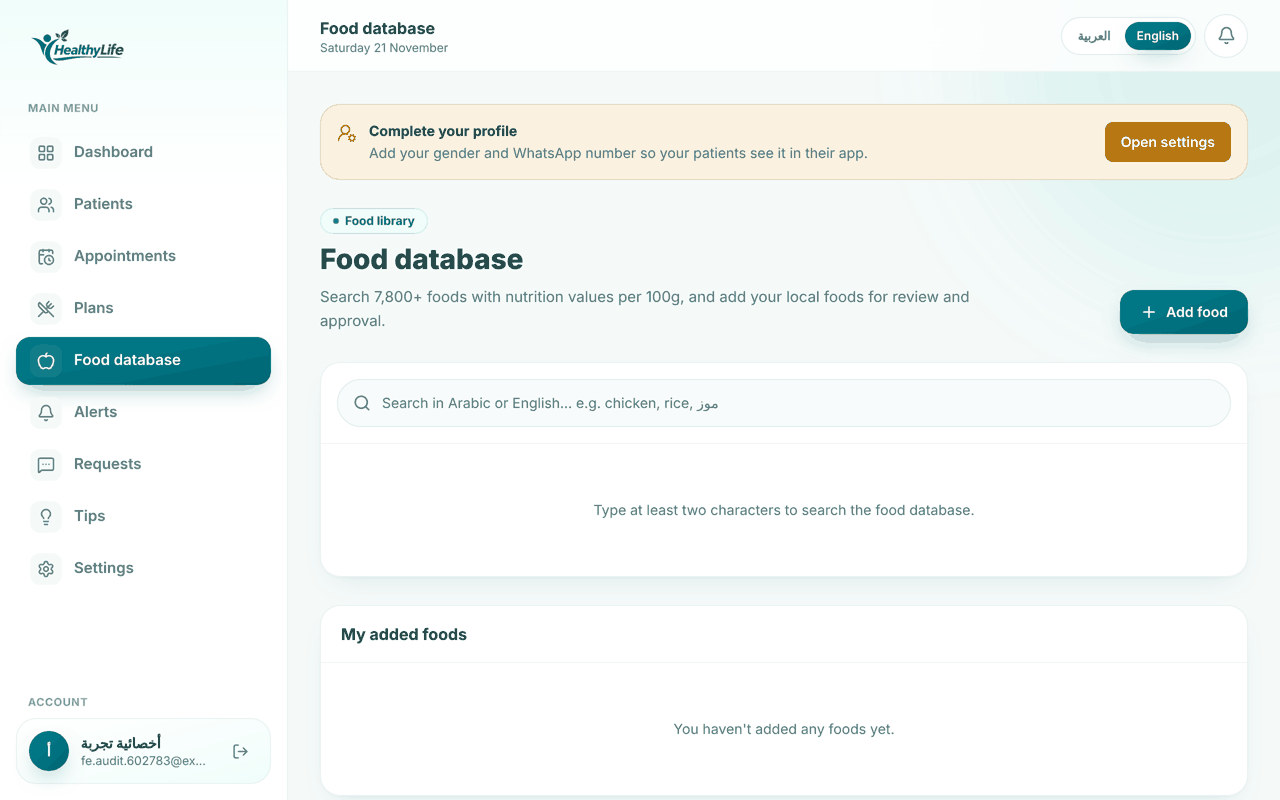 HealthyLife
MAIN MENU
Dashboard
Patients
Appointments
Plans
Food database
Alerts
Requests
Tips
Settings
ACCOUNT
أ
أخصائية تجربة
fe.audit.602783@ex...
Food database
Saturday 21 November
العربية
English
Complete your profile
Add your gender and WhatsApp number so your patients see it in their app.
Open settings
Food library
Food database
Search 7,800+ foods with nutrition values per 100g, and add your local foods for review and
approval.
Add food
Search in Arabic or English... e.g. chicken, rice, موز
Type at least two characters to search the food database.
My added foods
You haven't added any foods yet.